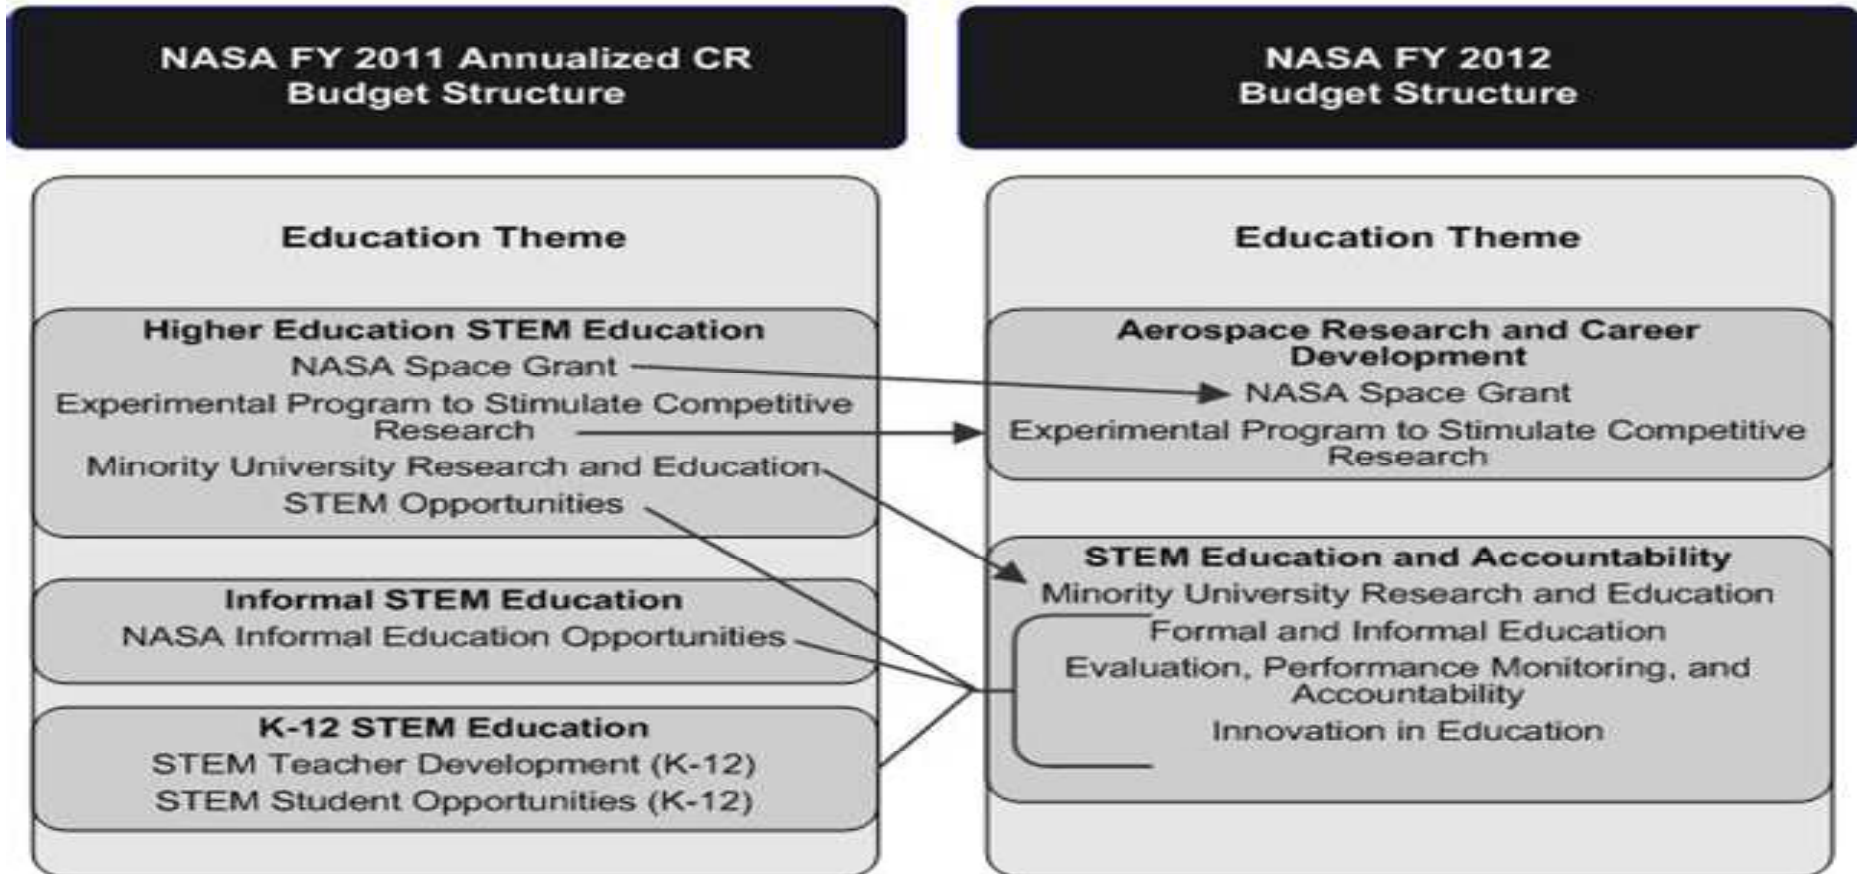 NASA FY 2011 Annualized CR
Budget Structure
Education Theme
Higher Education STEM Education
NASA Space Grant
Experimental Program to Stimulate Competitive
Research
Minority University Research and Education
STEM Opportunities
Informal STEM Education
NASA Informal Education Opportunities
K-12 STEM Education
STEM Teacher Development (K-12)
STEM Student Opportunities (K-12)
NASA FY 2012
Budget Structure
Education Theme
Aerospace Research and Career
Development
NASA Space Grant
Experimental Program to Stimulate Competitive
Research
STEM Education and Accountability
Minority University Research and Education
Formal and Informal Education
Evaluation, Performance Monitoring, and
Accountability
Innovation in Education